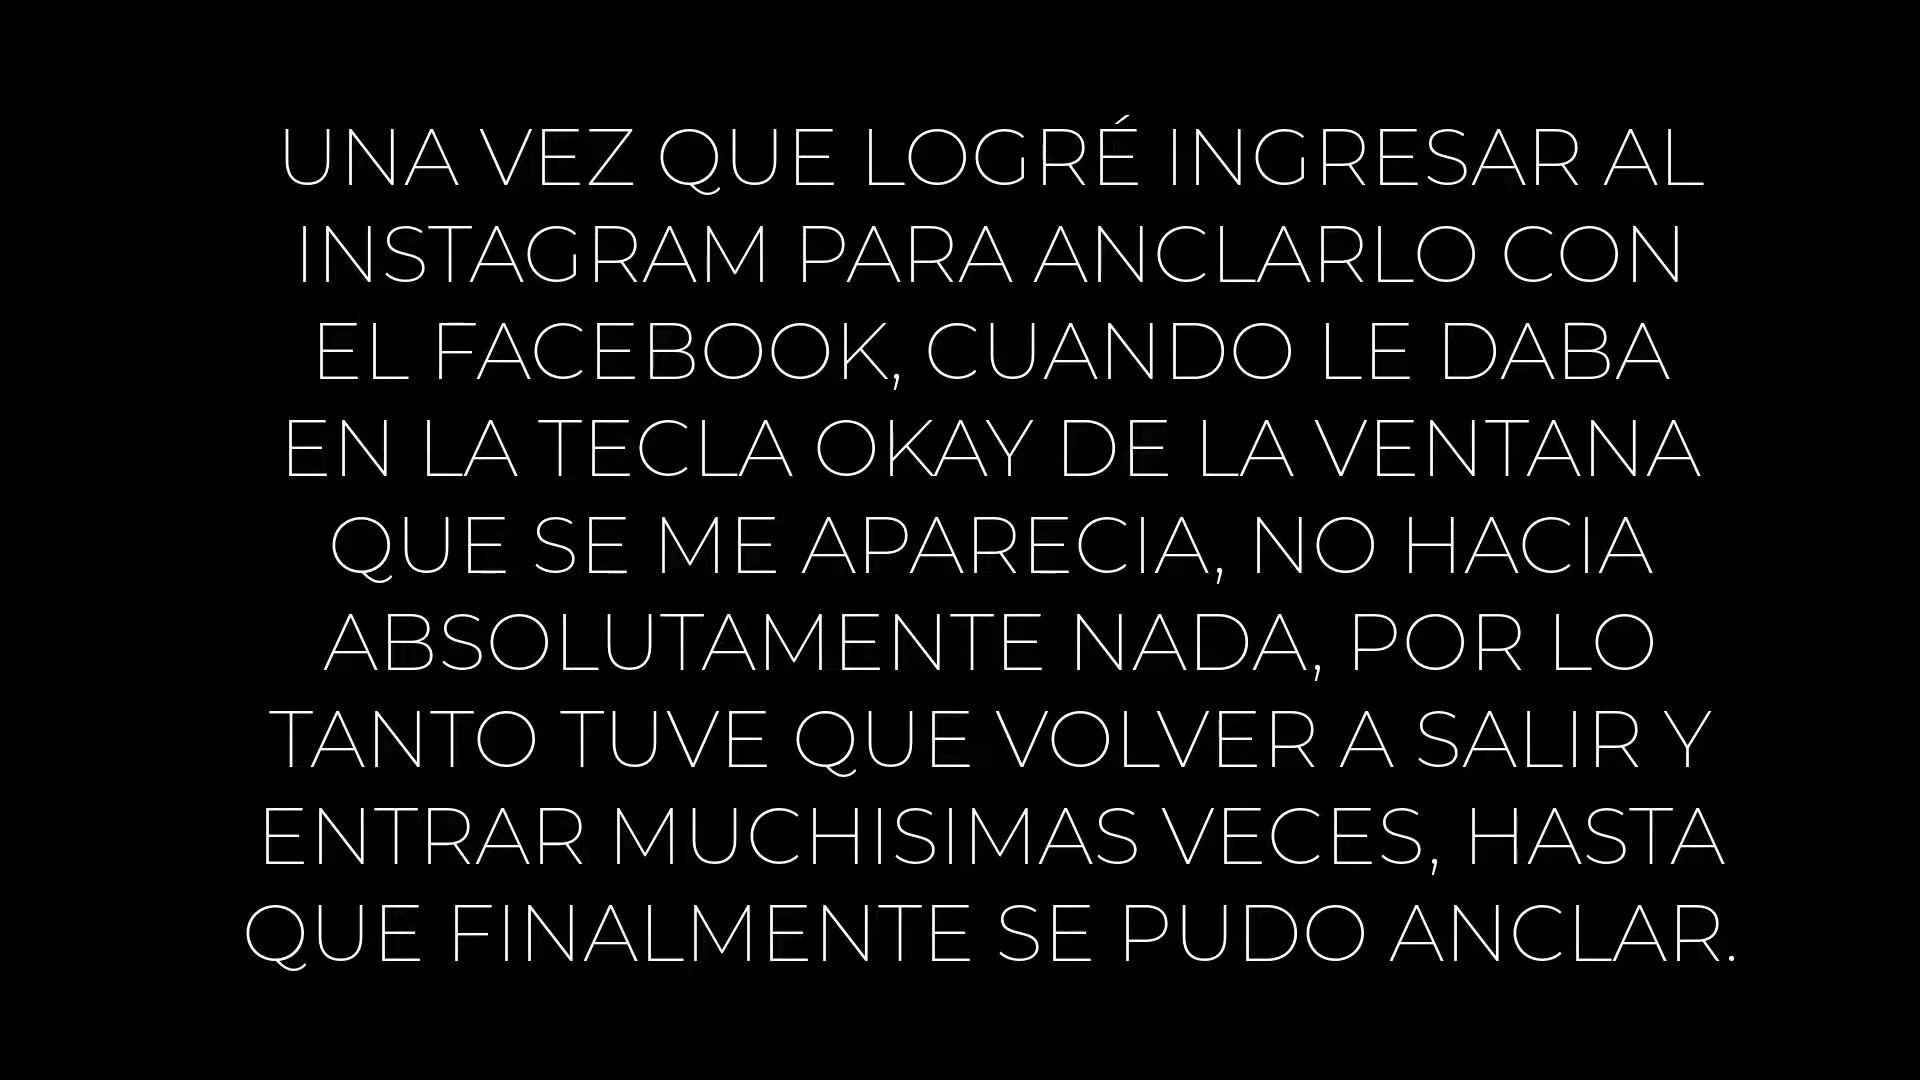 UNA VEZ QUE LOGRÉ INGRESAR AL
INSTAGRAM PARA ANCLARLO CON
EL FACEBOOK, CUANDO LE DABA
EN LA TECLA OKAY DE LA VENTANA
QUE SE ME APARECIA, NO HACIA
ABSOLUTAMENTE NADA, POR LO
TANTO TUVE QUE VOLVER A SALIR Y
ENTRAR MUCHISIMAS VECES, HASTA
QUE FINALMENTE SE PUDO ANCLAR.